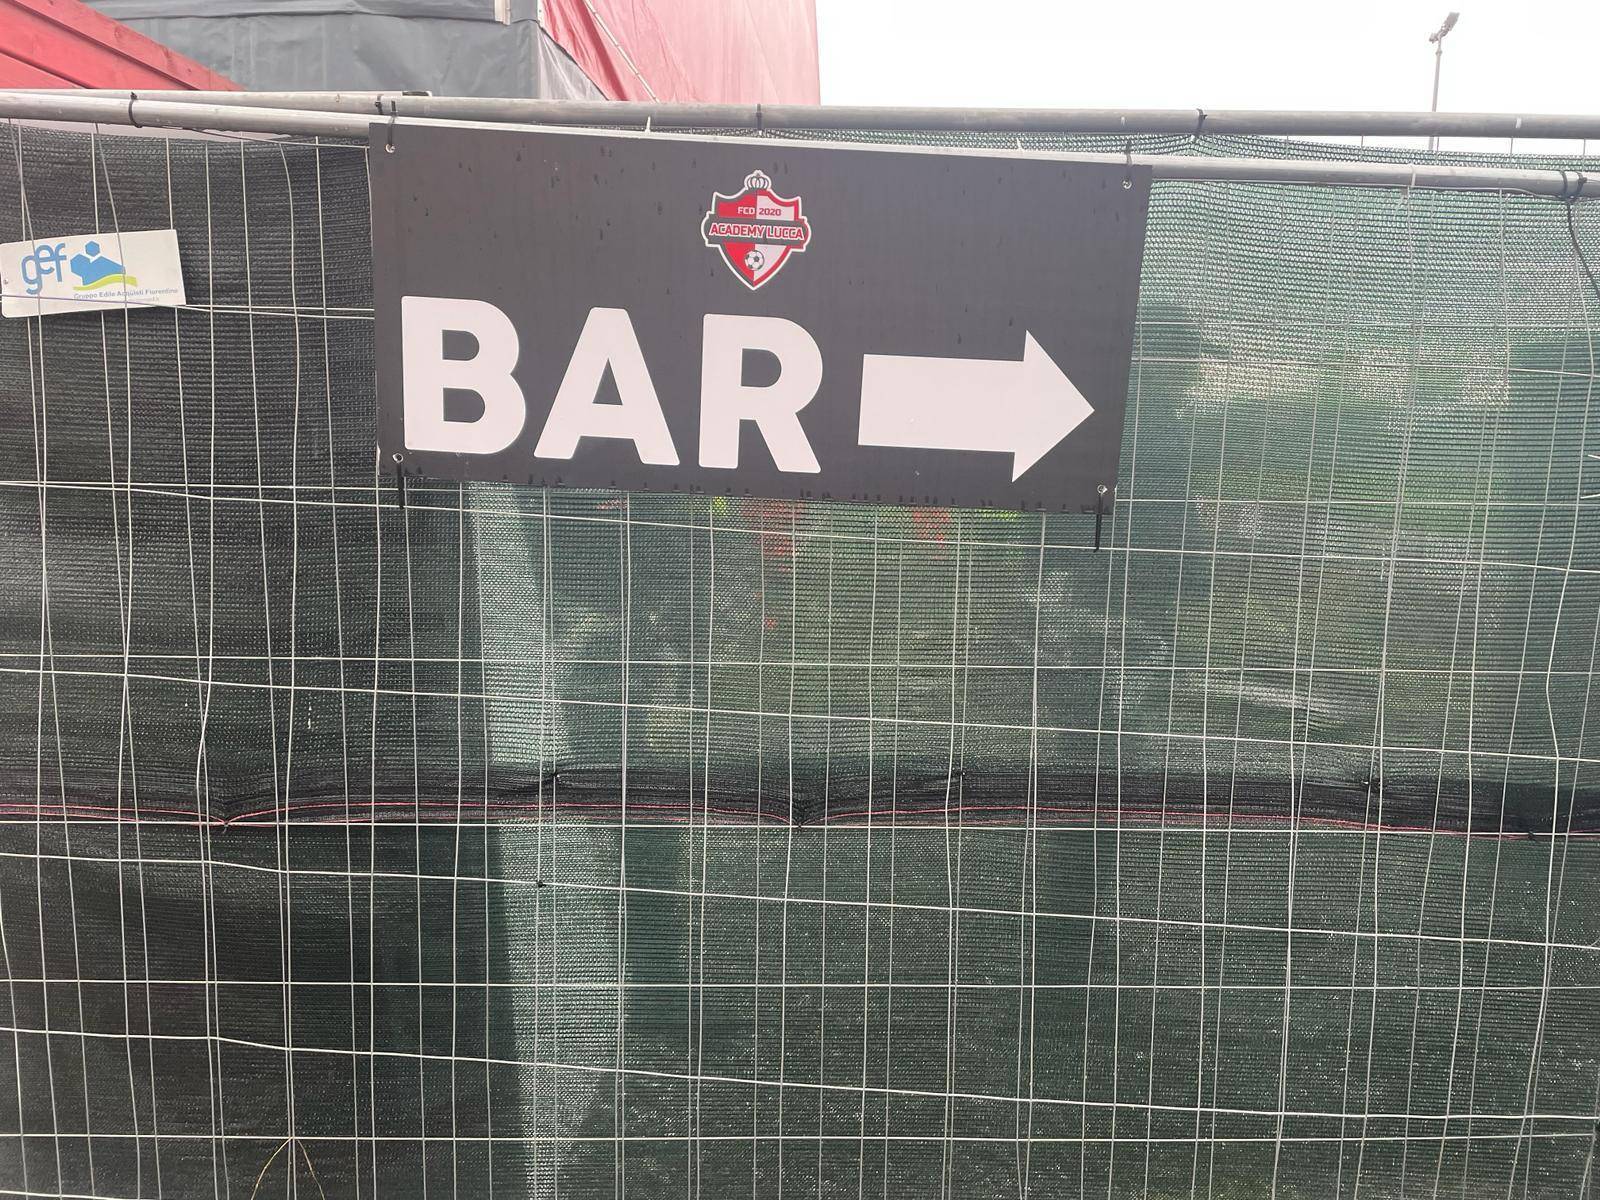 FCD 2020
ACADEMY LUCCA
BAR
gef
Gruppo Edile Acquisti Fiorentino